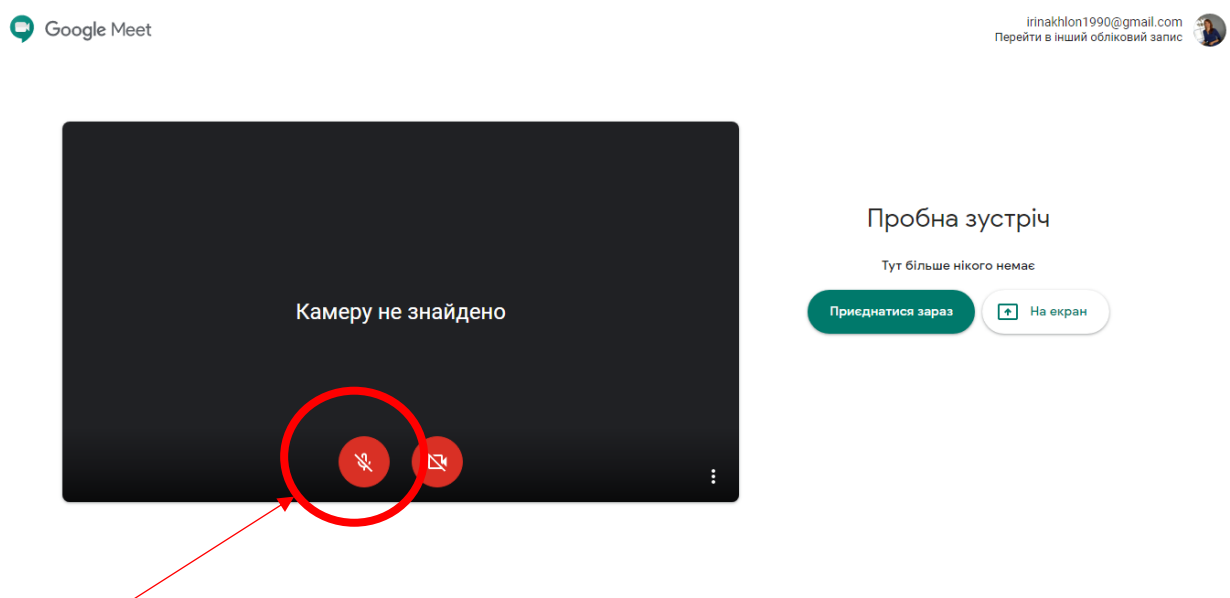 Google Meet
irinakhlon1990@gmail.com
Перейти в інший обліковий запис
Камеру не знайдено
Пробна зустріч
Тут більше нікого немає
Приєднатися зараз
На екран